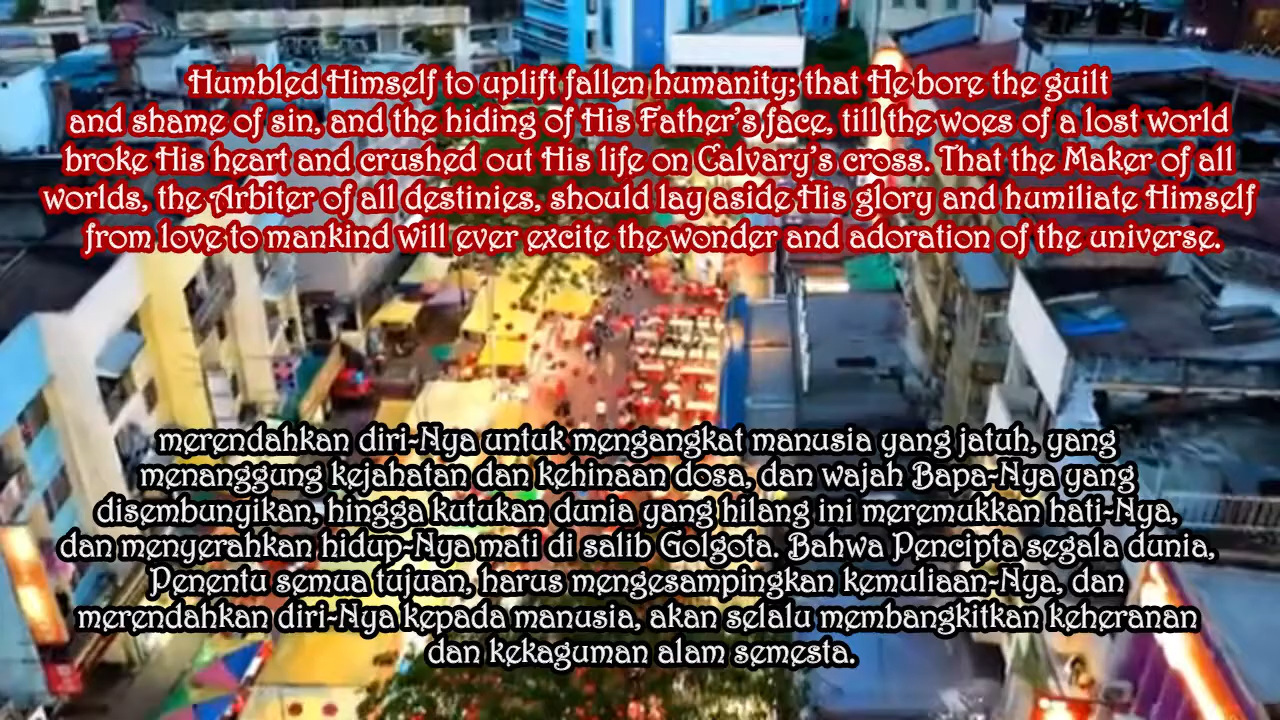 Humbled Himself to uplift fallen humanity; that He bore the guilt
and shame of sin, and the hiding of His Father's face, till the woes of a lost world
broke His heart and crushed out His life on Calvary's cross. That the Maker of all
worlds, the Arbiter of all destinies, should lay aside His glory and humiliate Himself
from love to mankind will ever excite the wonder and adoration of the universe.
merendahkan diri-Nya untuk mengangkat manusia yang jatuh, yang
menanggung kejahatan dan kehinaan dosa, dan wajah Bapa-Nya yang
disembunyikan, hingga kutukan dunia yang hilang ini meremukkan hati-Nya,
dan menyerahkan hidup-Nya mati di salib Golgota. Bahwa Pencipta segala dunia,
Penentu semua tujuan, harus mengesampingkan kemuliaan-Nya, dan
merendahkan diri-Nya kepada manusia, akan selalu membangkitkan keheranan
dan kekaguman alam semesta.